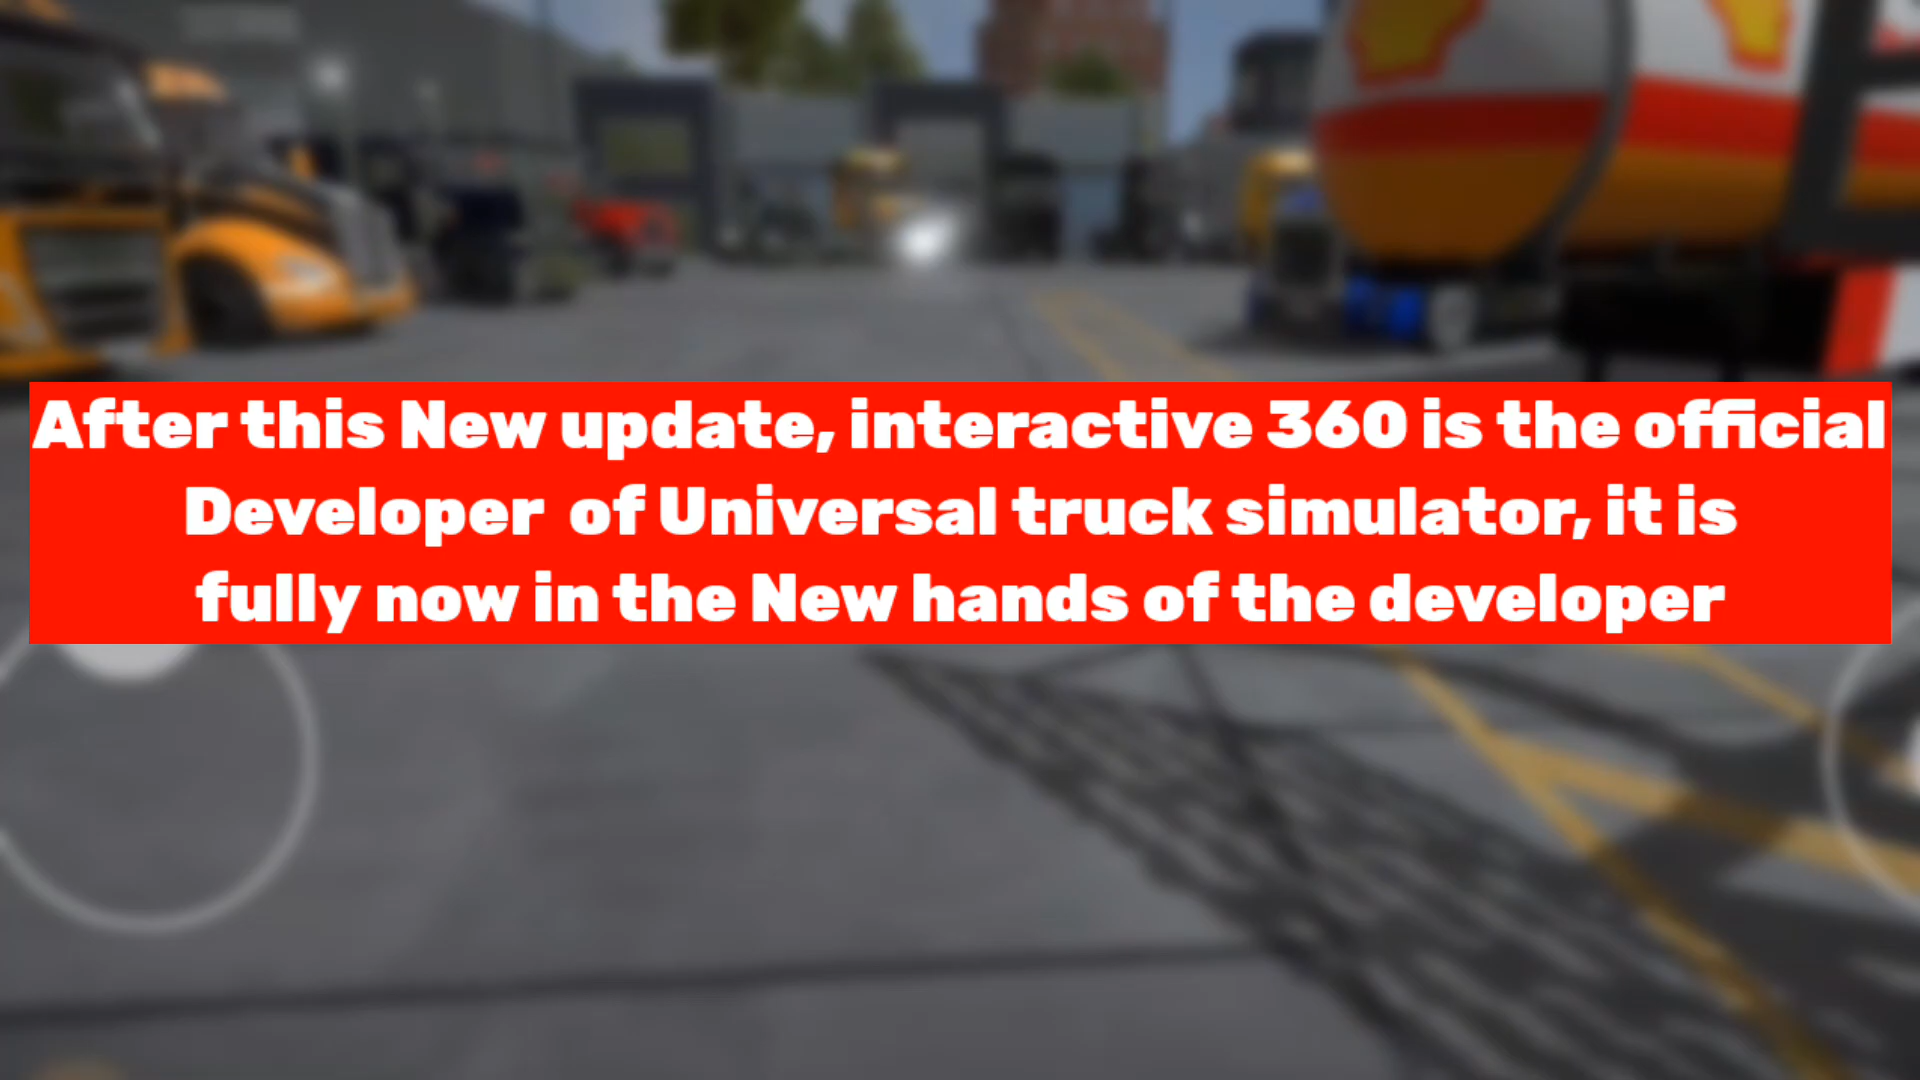 After this New update, interactive 360 is the official
Developer of Universal truck simulator, it is
fully now in the New hands of the developer